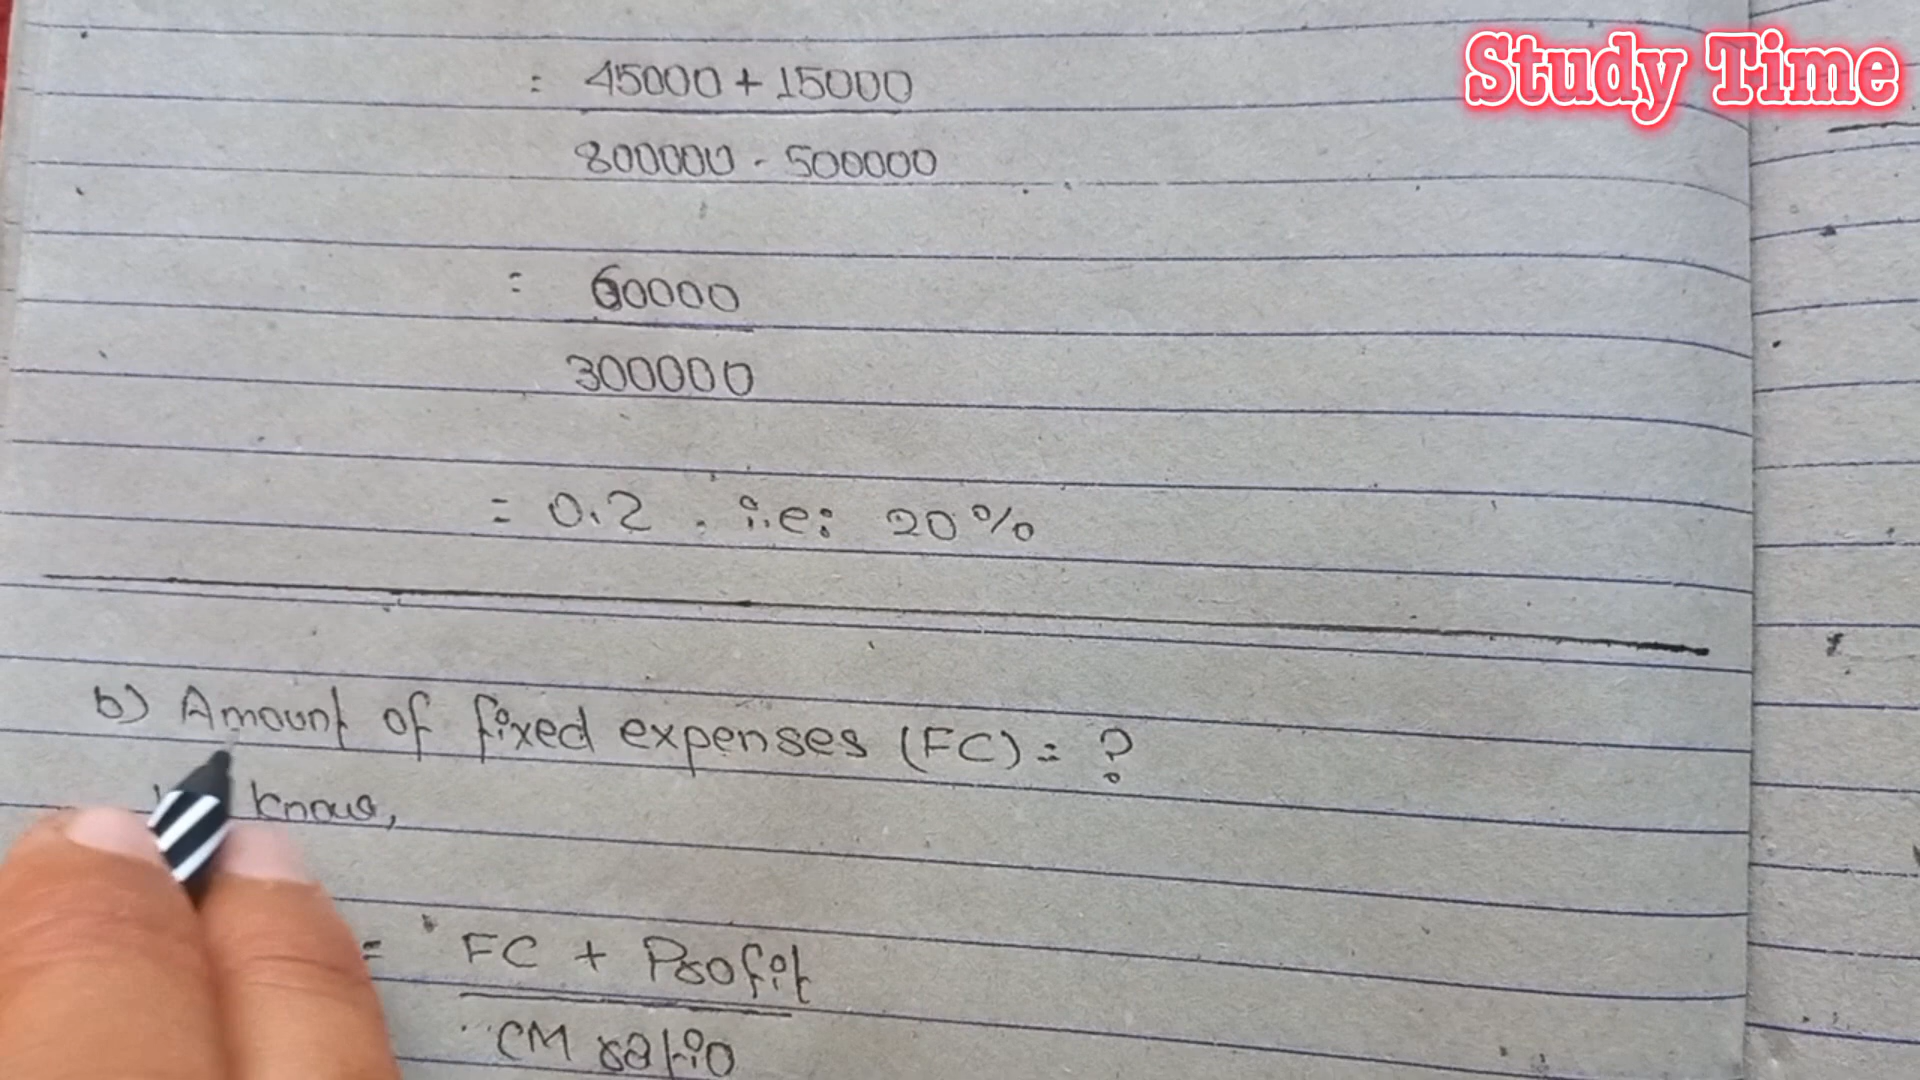 Study Time
= 45000 + 15000
800000 - 500000
= 60000
300000
= 0.2 . i.e: 20%
b) Amount of fixed expenses (FC) = ?
know,
= FC + Profit
CM ratio